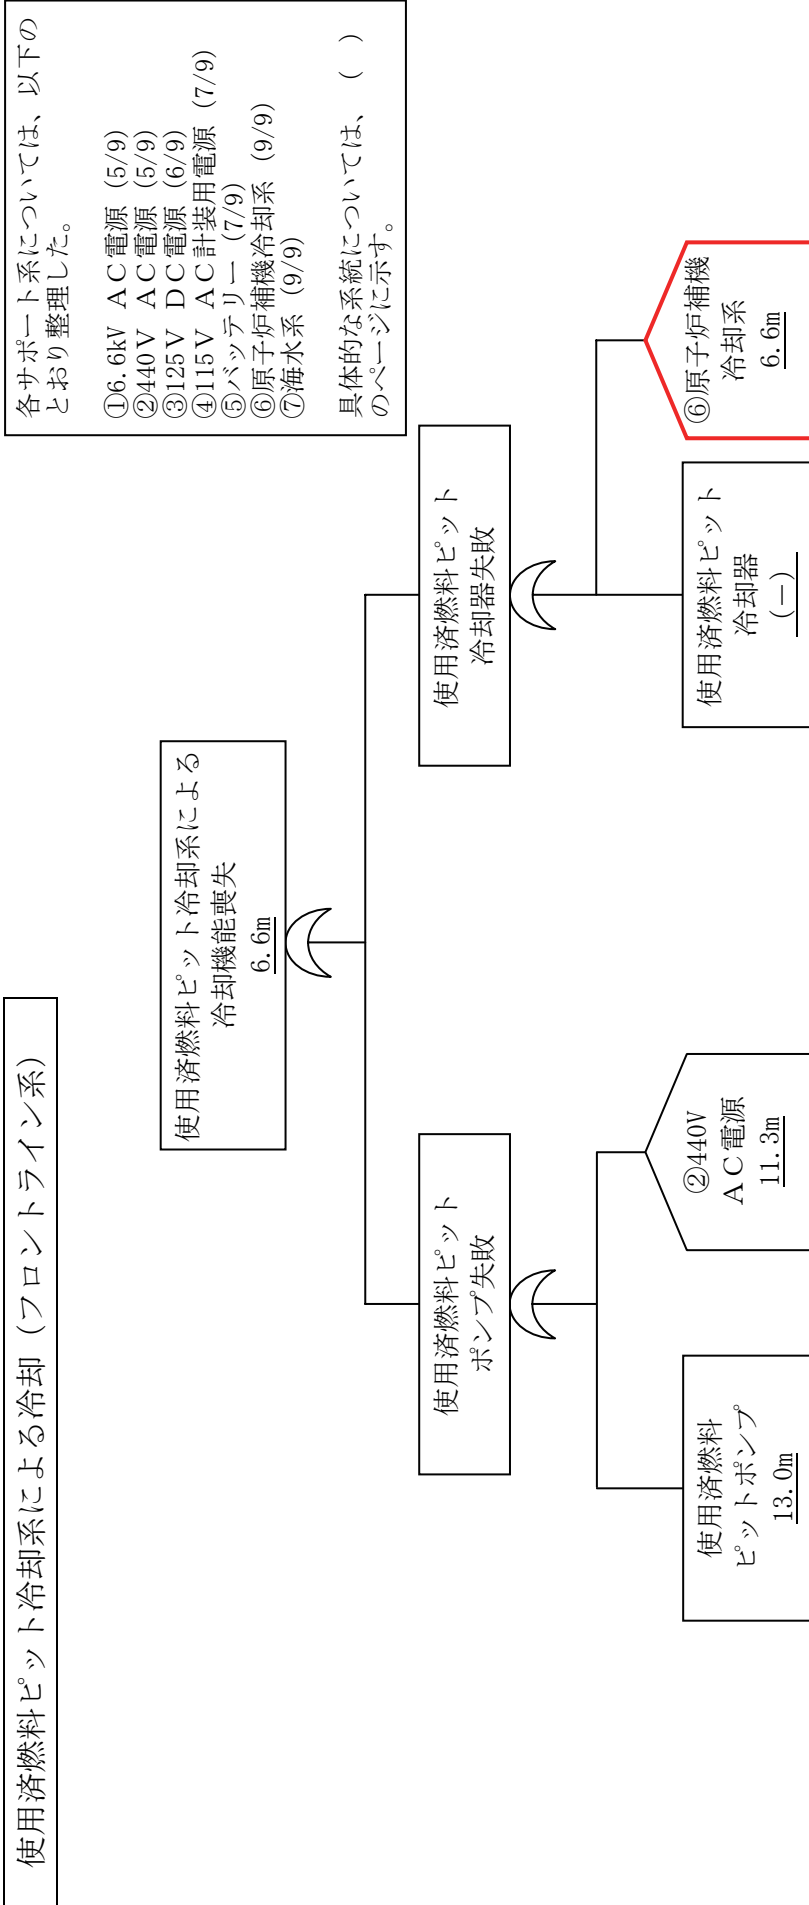 使用済燃料ピット冷却系による冷却（フロントライン系）
各サポート系については、以下の
とおり整理した。
①6.6kV AC電源（5/9）
②440V AC電源（5/9）
③125V DC電源（6/9）
④115V AC計装用電源（7/9）
⑤バッテリー（7/9）
⑥原子炉補機冷却系（9/9）
⑦海水系（9/9）
具体的な系統については、（ ）
のページに示す。
使用済燃料ピット冷却系による
冷却機能喪失
6.6m
使用済燃料ピット
ポンプ失敗
使用済燃料ピット
冷却器失敗
使用済燃料
ピットポンプ
13.0m
②440V
AC電源
11.3m
使用済燃料ピット
冷却器
(－)
⑥原子炉補機
冷却系
6.6m